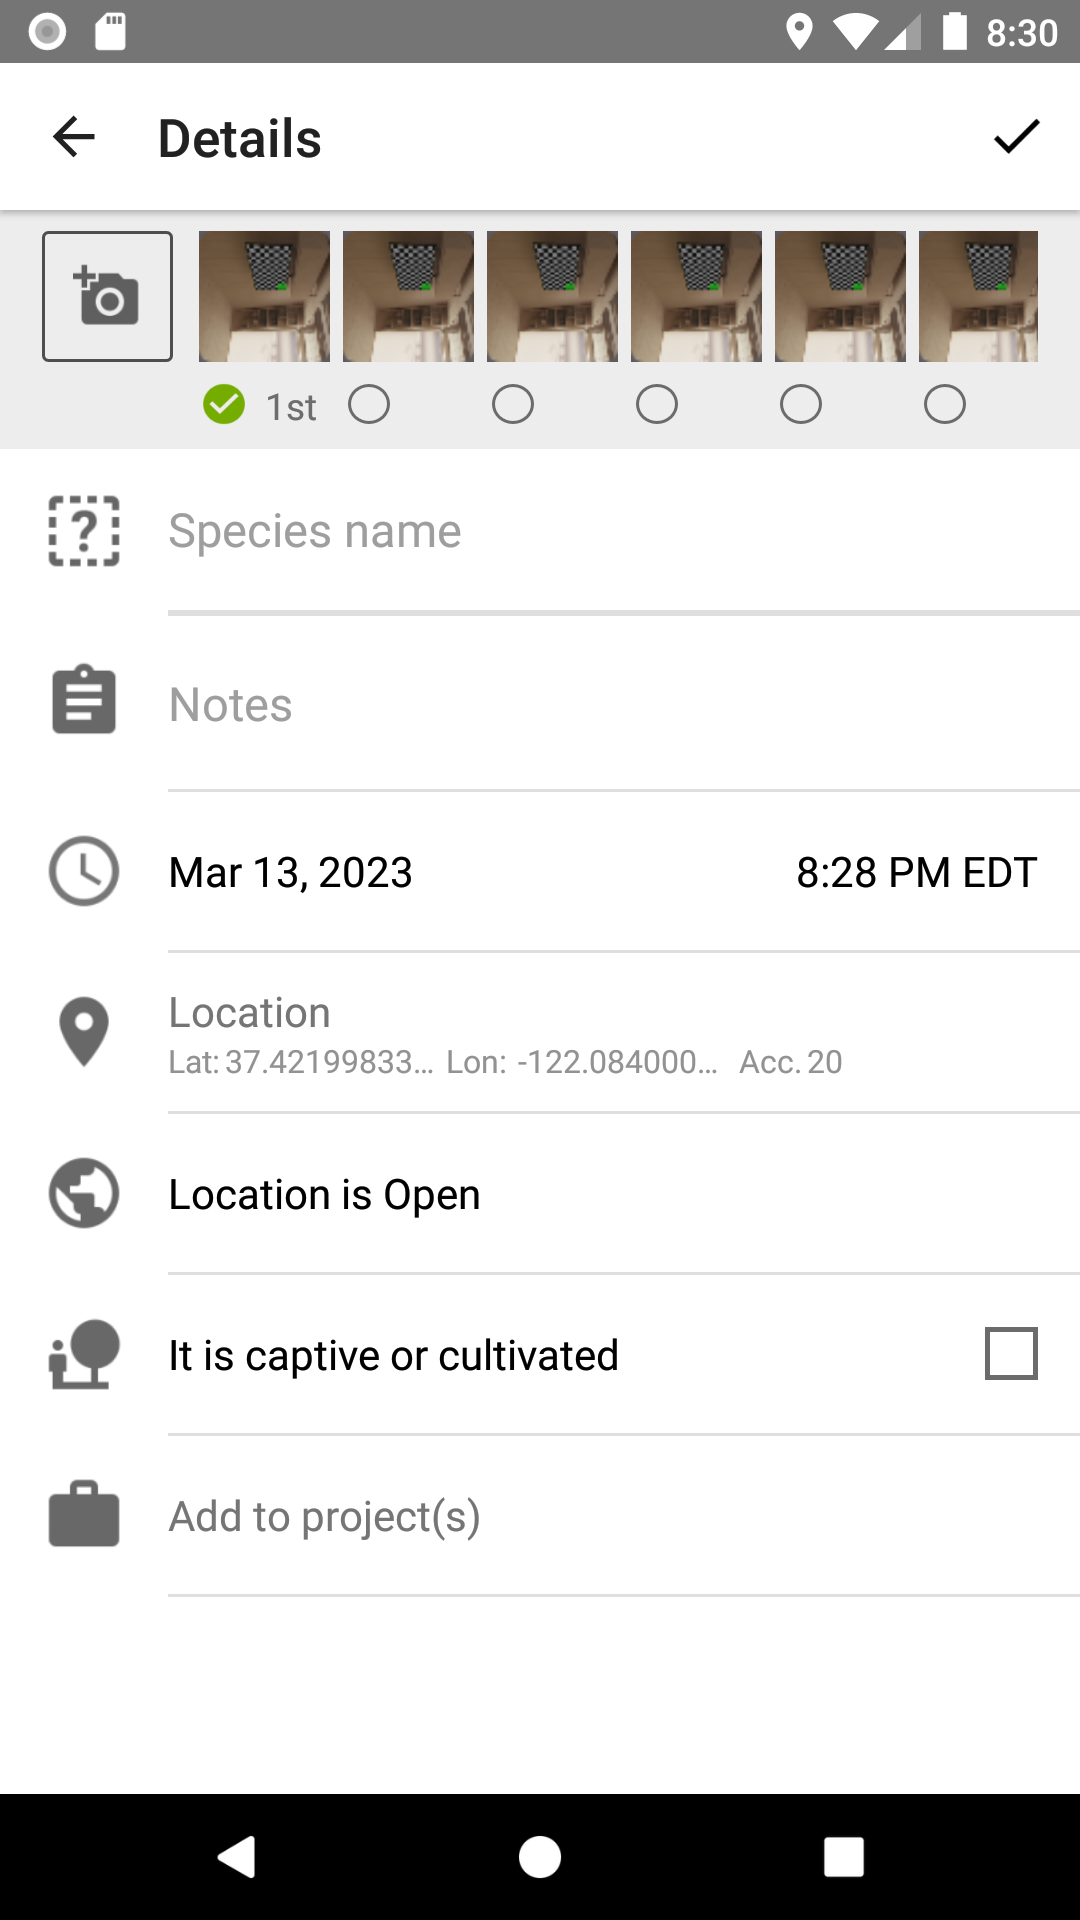 8:30
Details
1st
Species name
Notes
Mar 13, 2023 8:28 PM EDT
Location
Lat: 37.42199833... Lon: -122.084000... Acc. 20
Location is Open
It is captive or cultivated
Add to project(s)